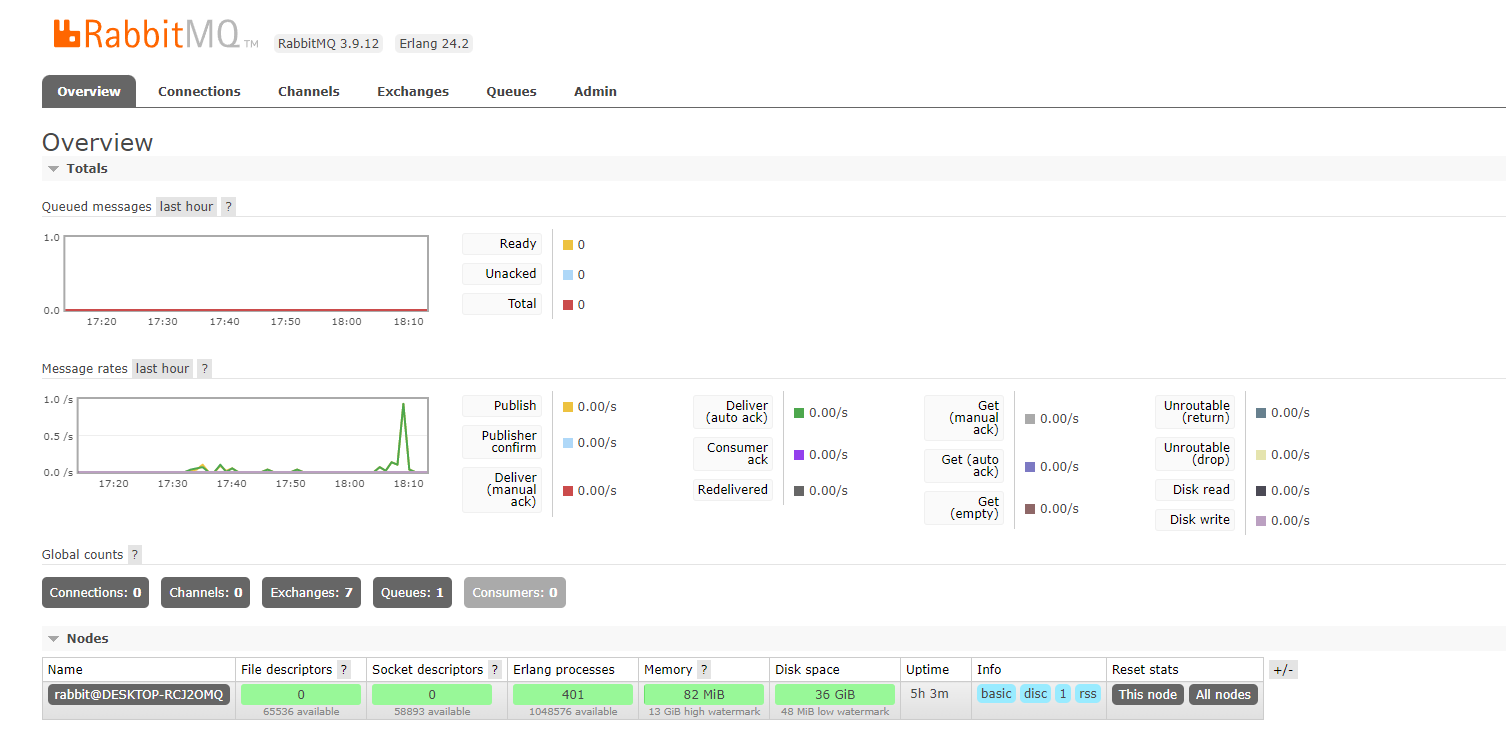 RabbitMQ TM RabbitMQ 3.9.12 Erlang 24.2
Overview Connections Channels Exchanges Queues Admin
Overview
Totals
Queued messages last hour ?
1.0
0.0
17:20 17:30 17:40 17:50 18:00 18:10
Ready 0
Unacked 0
Total 0
Message rates last hour ?
1.0 /s
0.5 /s
0.0 /s
17:20 17:30 17:40 17:50 18:00 18:10
Publish 0.00/s
Publisher
confirm 0.00/s
Deliver
(manual
ack) 0.00/s
Deliver
(auto ack) 0.00/s
Consumer
ack 0.00/s
Redelivered 0.00/s
Get
(manual
ack) 0.00/s
Get (auto
ack) 0.00/s
Get
(empty) 0.00/s
Unroutable
(return) 0.00/s
Unroutable
(drop) 0.00/s
Disk read 0.00/s
Disk write 0.00/s
Global counts ?
Connections: 0 Channels: 0 Exchanges: 7 Queues: 1 Consumers: 0
Nodes
Name File descriptors ? Socket descriptors ? Erlang processes Memory ? Disk space Uptime Info Reset stats +/-
rabbit@DESKTOP-RCJ2OMQ 0 0 401 82 MiB 36 GiB 5h 3m basic disc 1 rss This node All nodes
65536 available 58893 available 1048576 available 13 GiB high watermark 48 MiB low watermark